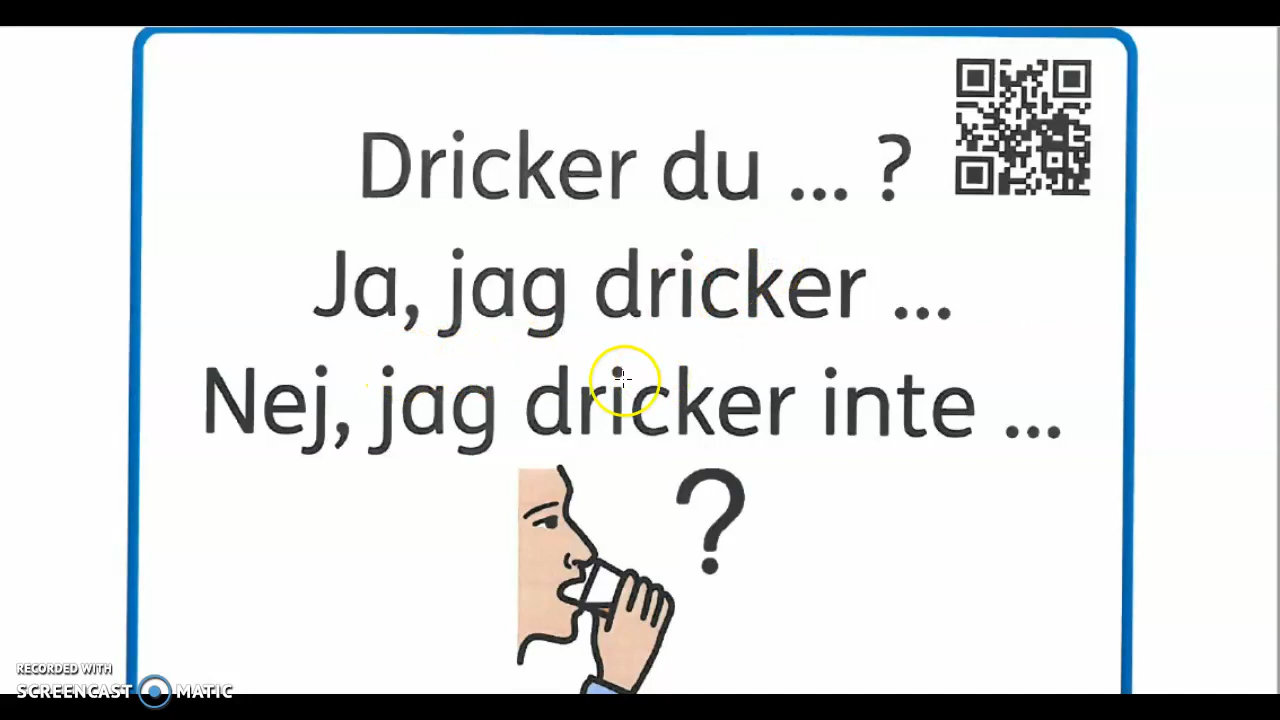 Dricker du ... ?
Ja, jag dricker ...
Nej, jag dricker inte ...
?
RECORDED WITH
SCREENCAST MATIC